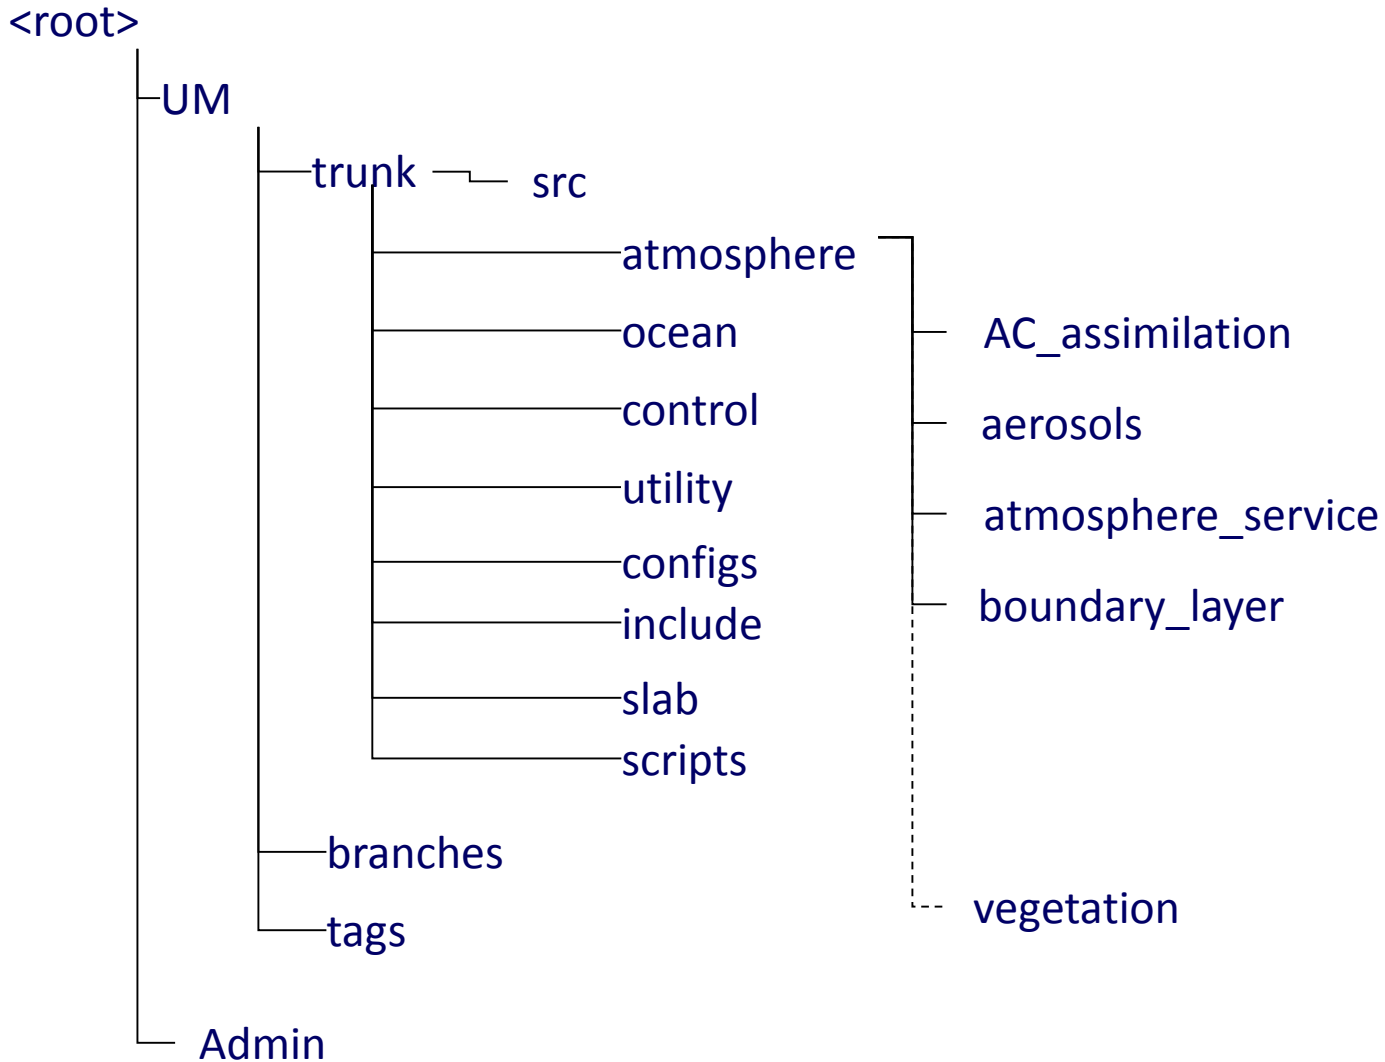 <root>
UM
trunk
src
atmosphere
ocean
control
utility
configs
include
slab
scripts
AC_assimilation
aerosols
atmosphere_service
boundary_layer
vegetation
branches
tags
Admin